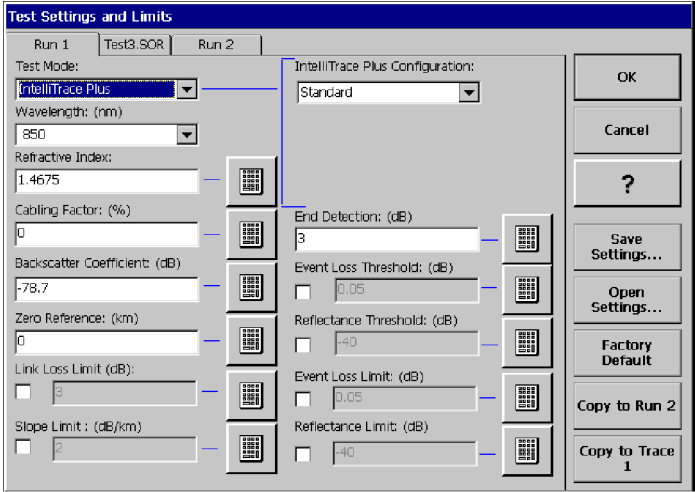 Test Settings and Limits
Run 1
Test3.SOR
Run 2
Test Mode:
IntelliTrace Plus
Wavelength: (nm)
850
Refractive Index:
1.4675
Cabling Factor: (%)
0
Backscatter Coefficient: (dB)
-78.7
Zero Reference: (km)
0
Link Loss Limit (dB):
3
Slope Limit : (dB/km)
2
IntelliTrace Plus Configuration:
Standard
End Detection: (dB)
3
Event Loss Threshold: (dB)
0.05
Reflectance Threshold: (dB)
-40
Event Loss Limit: (dB)
0.05
Reflectance Limit: (dB)
-40
OK
Cancel
?
Save
Settings...
Open
Settings...
Factory
Default
Copy to Run 2
Copy to Trace
1